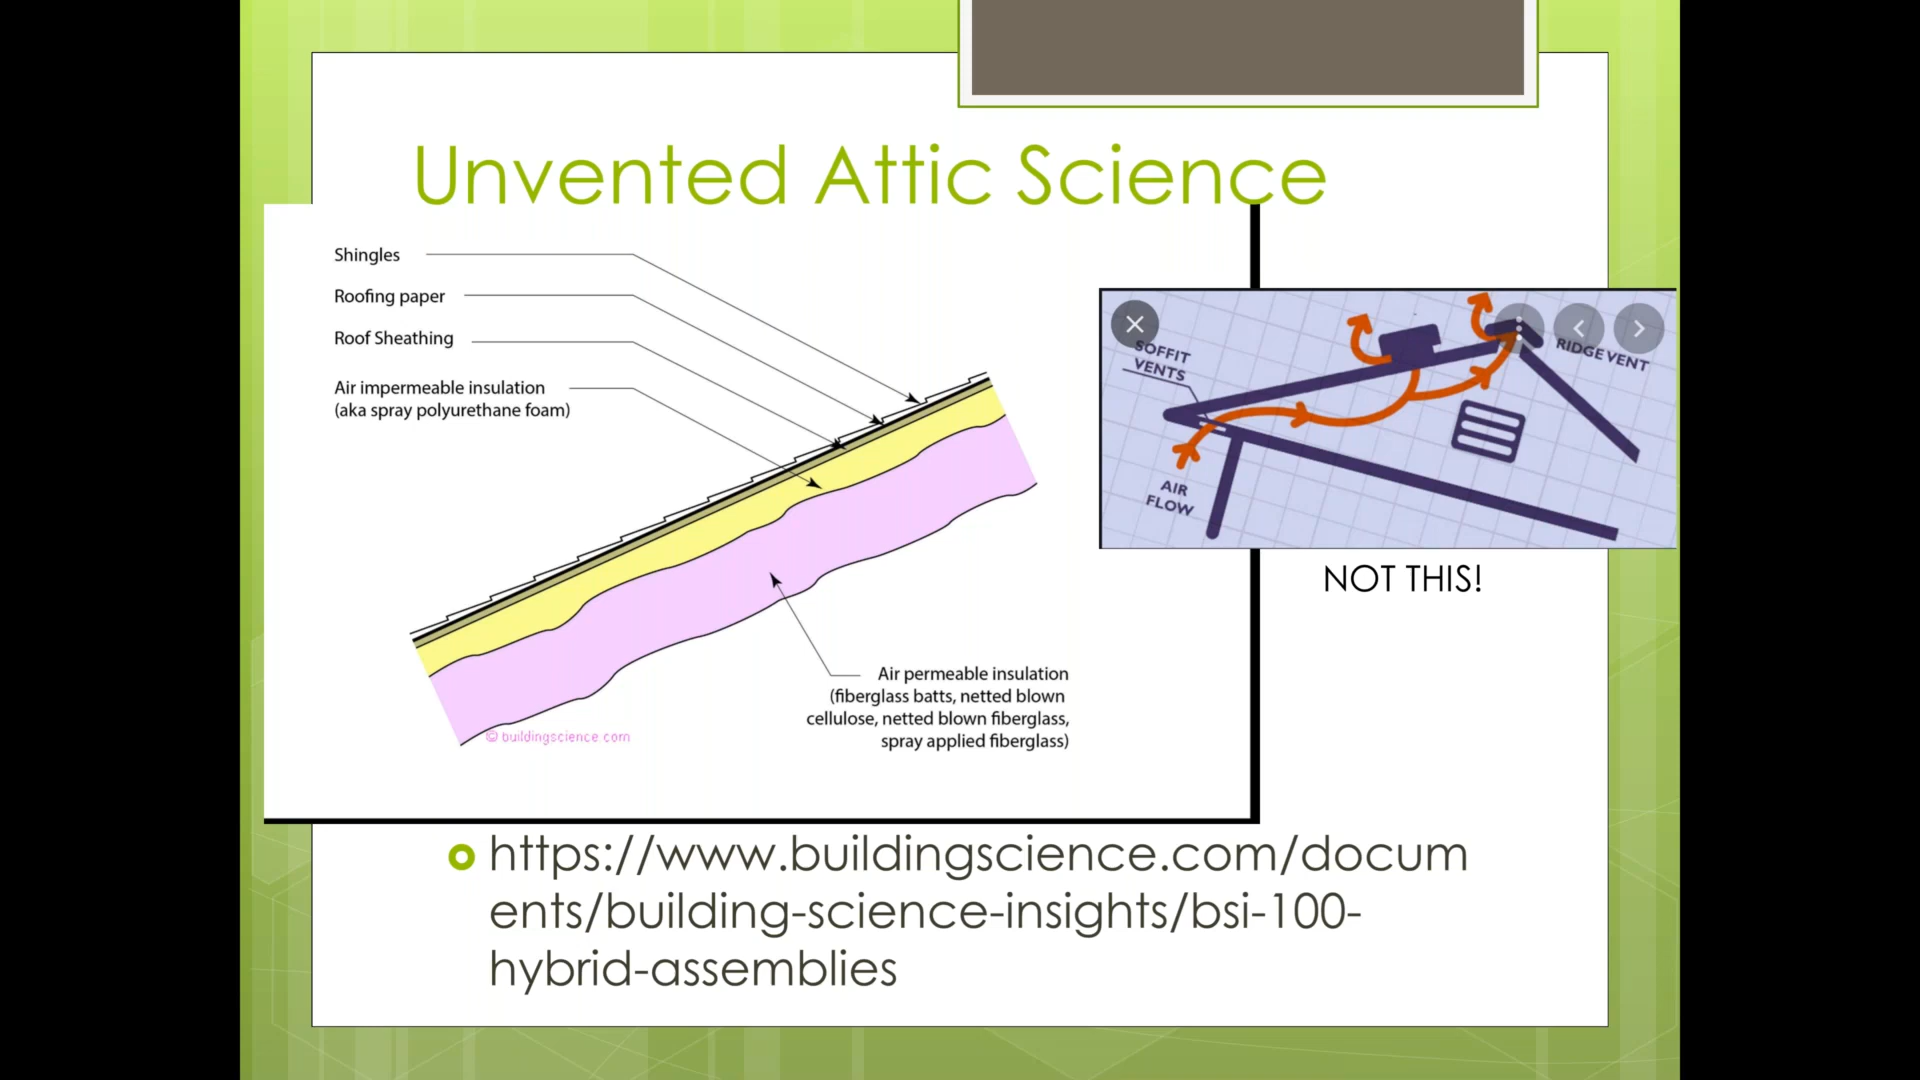 Unvented Attic Science
Shingles
Roofing paper
Roof Sheathing
Air impermeable insulation
(aka spray polyurethane foam)
Air permeable insulation
(fiberglass batts, netted blown
cellulose, netted blown fiberglass,
spray applied fiberglass)
© buildingscience.com
SOFFIT
VENTS
RIDGE VENT
AIR
FLOW
NOT THIS!
https://www.buildingscience.com/docum
ents/building-science-insights/bsi-100-
hybrid-assemblies